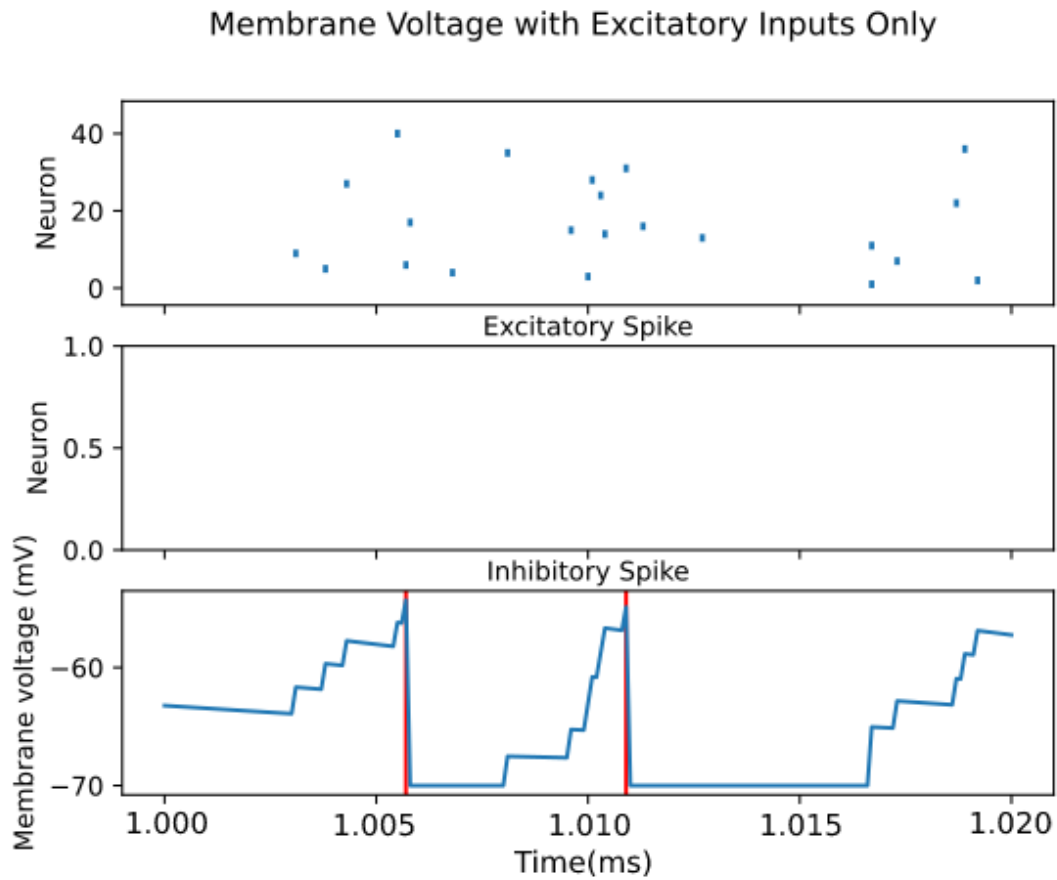 Membrane Voltage with Excitatory Inputs Only
40
20
0
Neuron
Excitatory Spike
1.0
0.5
0.0
Neuron
Inhibitory Spike
−60
−70
Membrane voltage (mV)
1.000 1.005 1.010 1.015 1.020
Time(ms)